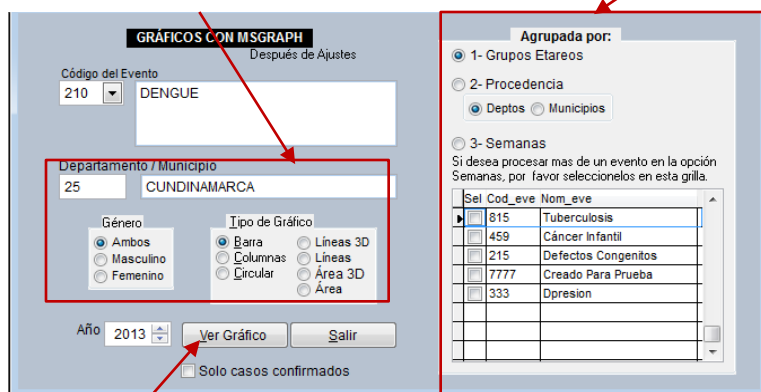 GRÁFICOS CON MSGRAPH
Después de Ajustes
Código del Evento
210 DENGUE
Departamento / Municipio
25 CUNDINAMARCA
Género
Ambos
Masculino
Femenino
Tipo de Gráfico
Barra
Columnas
Circular
Líneas 3D
Líneas
Área 3D
Área
Año 2013
Ver Gráfico
Salir
Solo casos confirmados
Agrupada por:
1- Grupos Etareos
2- Procedencia
Deptos Municipios
3- Semanas
Si desea procesar mas de un evento en la opción
Semanas, por favor seleccionelos en esta grilla.
Sel Cod_eve Nom_eve
815 Tuberculosis
459 Cáncer Infantil
215 Defectos Congenitos
7777 Creado Para Prueba
333 Dpresion